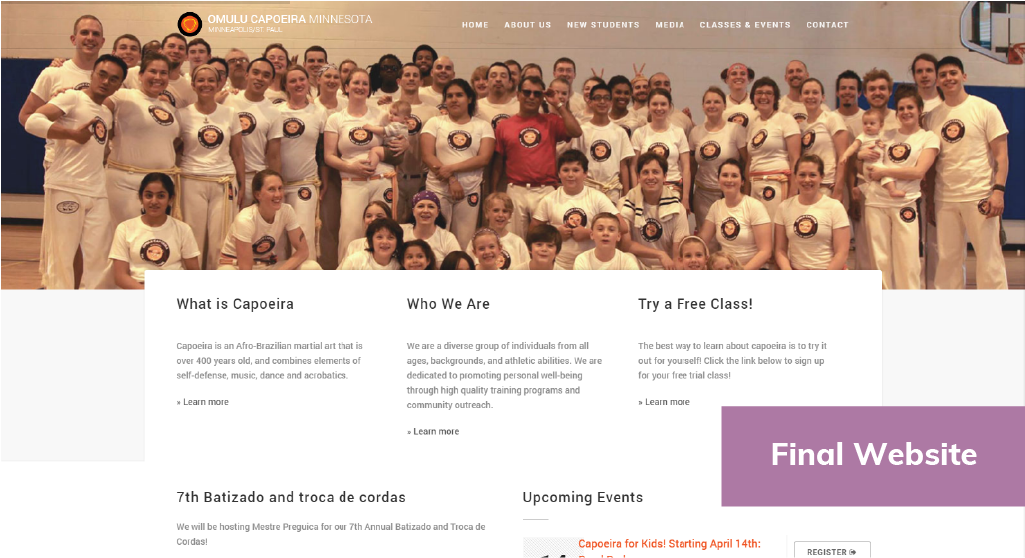 OMULU CAPOEIRA MINNESOTA
MINNEAPOLIS/ST. PAUL
HOME ABOUT US NEW STUDENTS MEDIA CLASSES & EVENTS CONTACT
What is Capoeira
Capoeira is an Afro-Brazilian martial art that is
over 400 years old, and combines elements of
self-defense, music, dance and acrobatics.
» Learn more
Who We Are
We are a diverse group of individuals from all
ages, backgrounds, and athletic abilities. We are
dedicated to promoting personal well-being
through high quality training programs and
community outreach.
» Learn more
Try a Free Class!
The best way to learn about capoeira is to try it
out for yourself! Click the link below to sign up
for your free trial class!
» Learn more
Final Website
7th Batizado and troca de cordas
We will be hosting Mestre Preguica for our 7th Annual Batizado and Troca de
Cordas!
Upcoming Events
Capoeira for Kids! Starting April 14th:
REGISTER